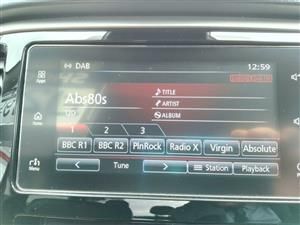 DAB
12:59
Apps
Abs80s
TITLE
ARTIST
ALBUM
Home
1 2 3
BBC R1 BBC R2 PlnRock Radio X Virgin Absolute
Menu
< Tune > Station Playback